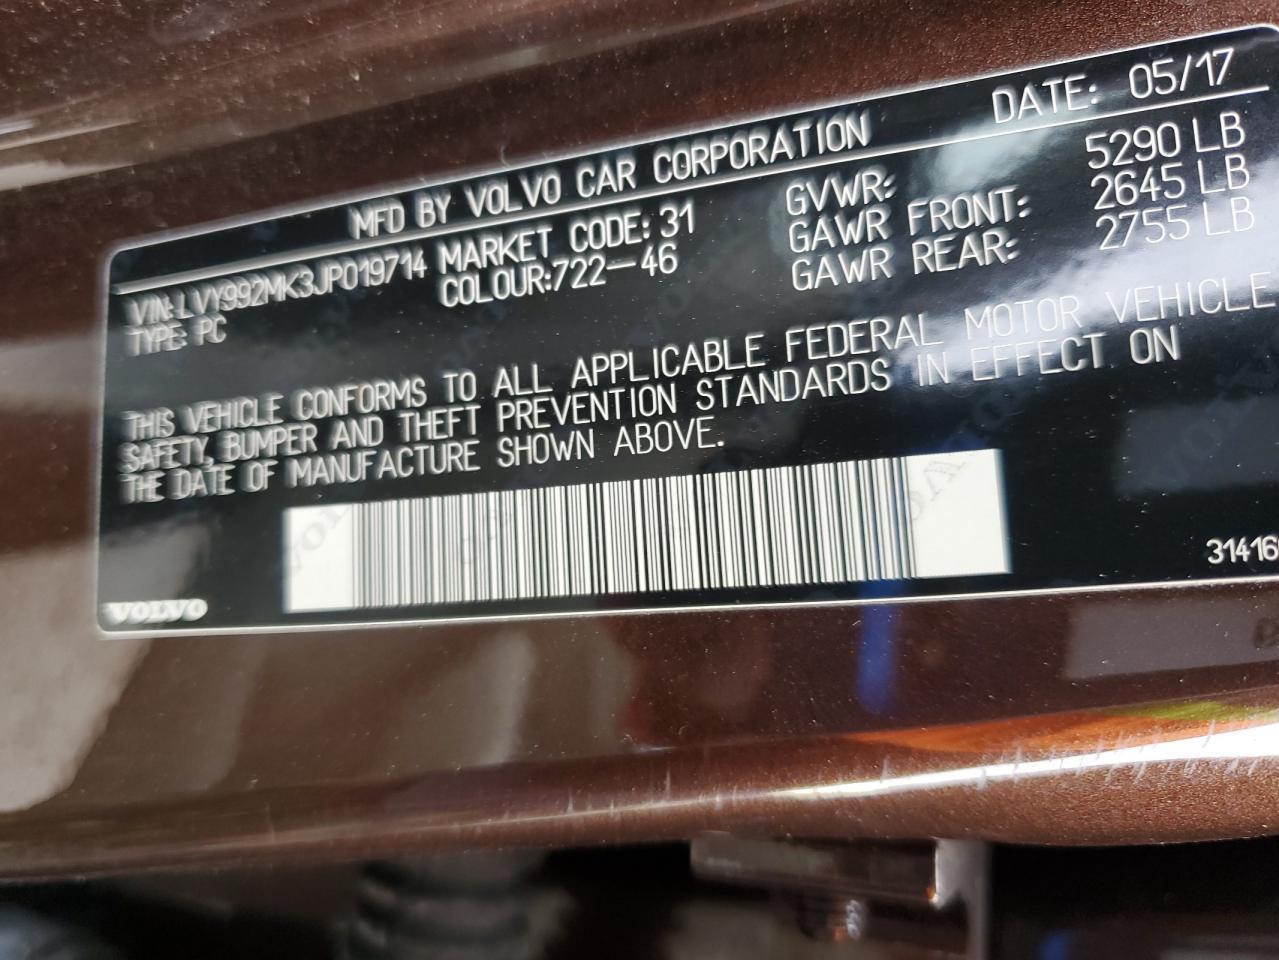 DATE: 05/17
MFD BY VOLVO CAR CORPORATION
VIN: LVY992MK3JP019714 MARKET CODE: 31 GVWR: 5290 LB
TYPE: PC COLOUR:722-46 GAWR FRONT: 2645 LB
GAWR REAR: 2755 LB
THIS VEHICLE CONFORMS TO ALL APPLICABLE FEDERAL MOTOR VEHICLE
SAFETY, BUMPER AND THEFT PREVENTION STANDARDS IN EFFECT ON
THE DATE OF MANUFACTURE SHOWN ABOVE.
VOLVO